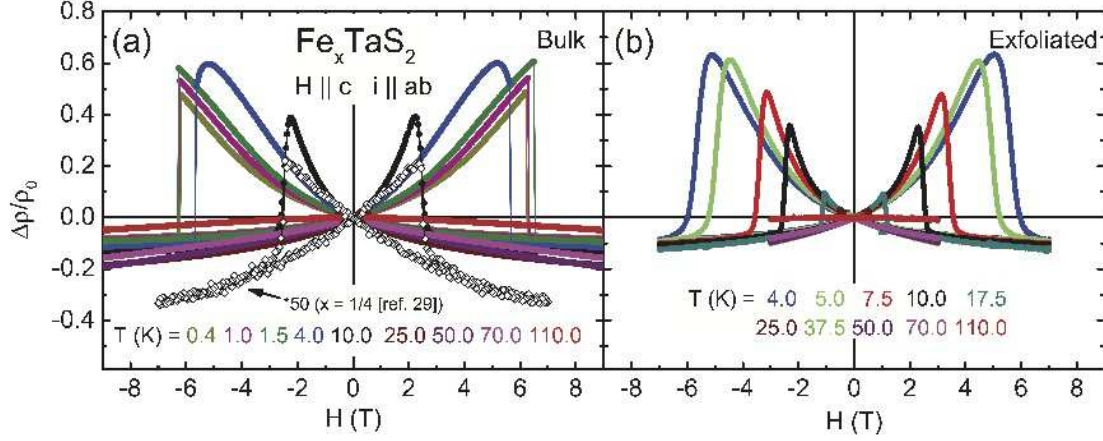 (a) Fe_xTaS_2 Bulk
H || c i || ab
*50 (x = 1/4 [ref. 29])
T (K) = 0.4 1.0 1.5 4.0 10.0 25.0 50.0 70.0 110.0
0.8
0.6
0.4
0.2
0.0
-0.2
-0.4
Δρ/ρ_0
-8 -6 -4 -2 0 2 4 6 8
H (T)
(b) Exfoliated
T (K) = 4.0 5.0 7.5 10.0 17.5
25.0 37.5 50.0 70.0 110.0
-6 -4 -2 0 2 4 6 8
H (T)